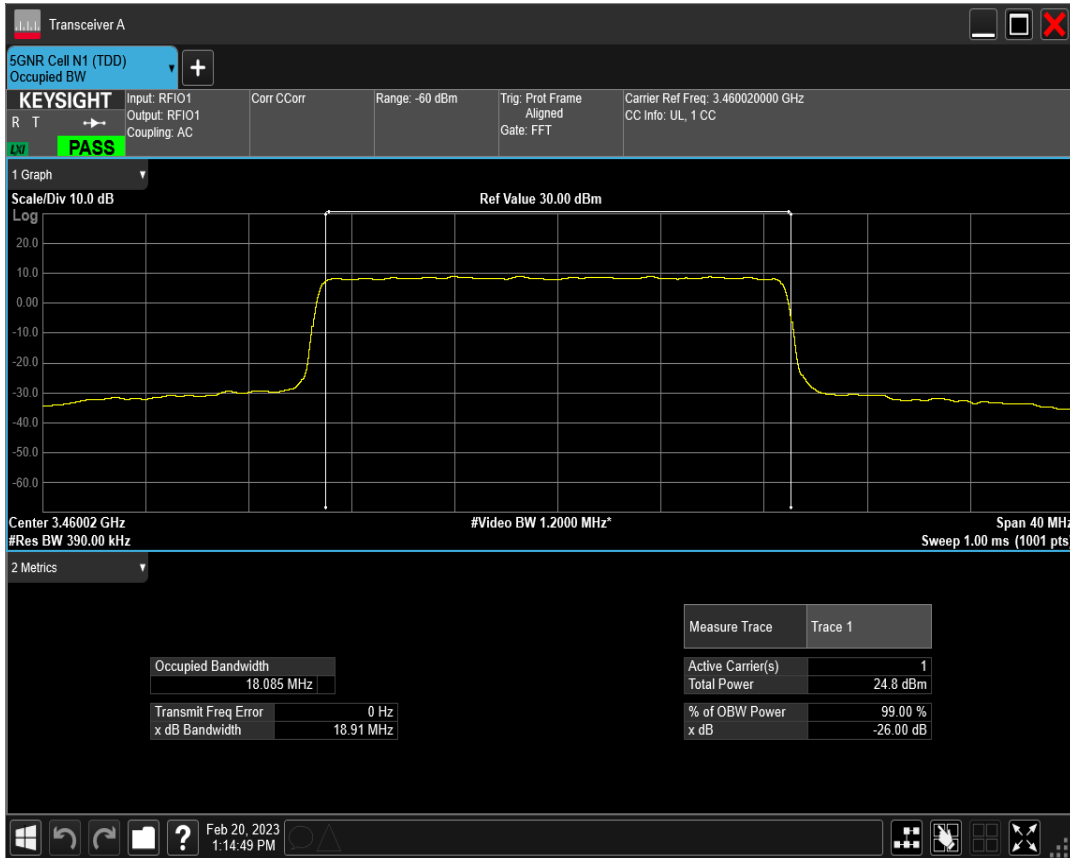 Transceiver A
5GNR Cell N1 (TDD)
Occupied BW
+
KEYSIGHT
R T
LXI
PASS
Input: RFIO1
Output: RFIO1
Coupling: AC
Corr CCorr
Range: -60 dBm
Trig: Prot Frame
Aligned
Gate: FFT
Carrier Ref Freq: 3.460020000 GHz
CC Info: UL, 1 CC
1 Graph
Scale/Div 10.0 dB
Ref Value 30.00 dBm
Log
20.0
10.0
0.00
-10.0
-20.0
-30.0
-40.0
-50.0
-60.0
Center 3.46002 GHz
#Video BW 1.2000 MHz*
Span 40 MHz
#Res BW 390.00 kHz
Sweep 1.00 ms (1001 pts)
2 Metrics
Measure Trace Trace 1
Occupied Bandwidth
18.085 MHz
Active Carrier(s) 1
Total Power 24.8 dBm
Transmit Freq Error 0 Hz
x dB Bandwidth 18.91 MHz
% of OBW Power 99.00 %
x dB -26.00 dB
?
Feb 20, 2023
1:14:49 PM